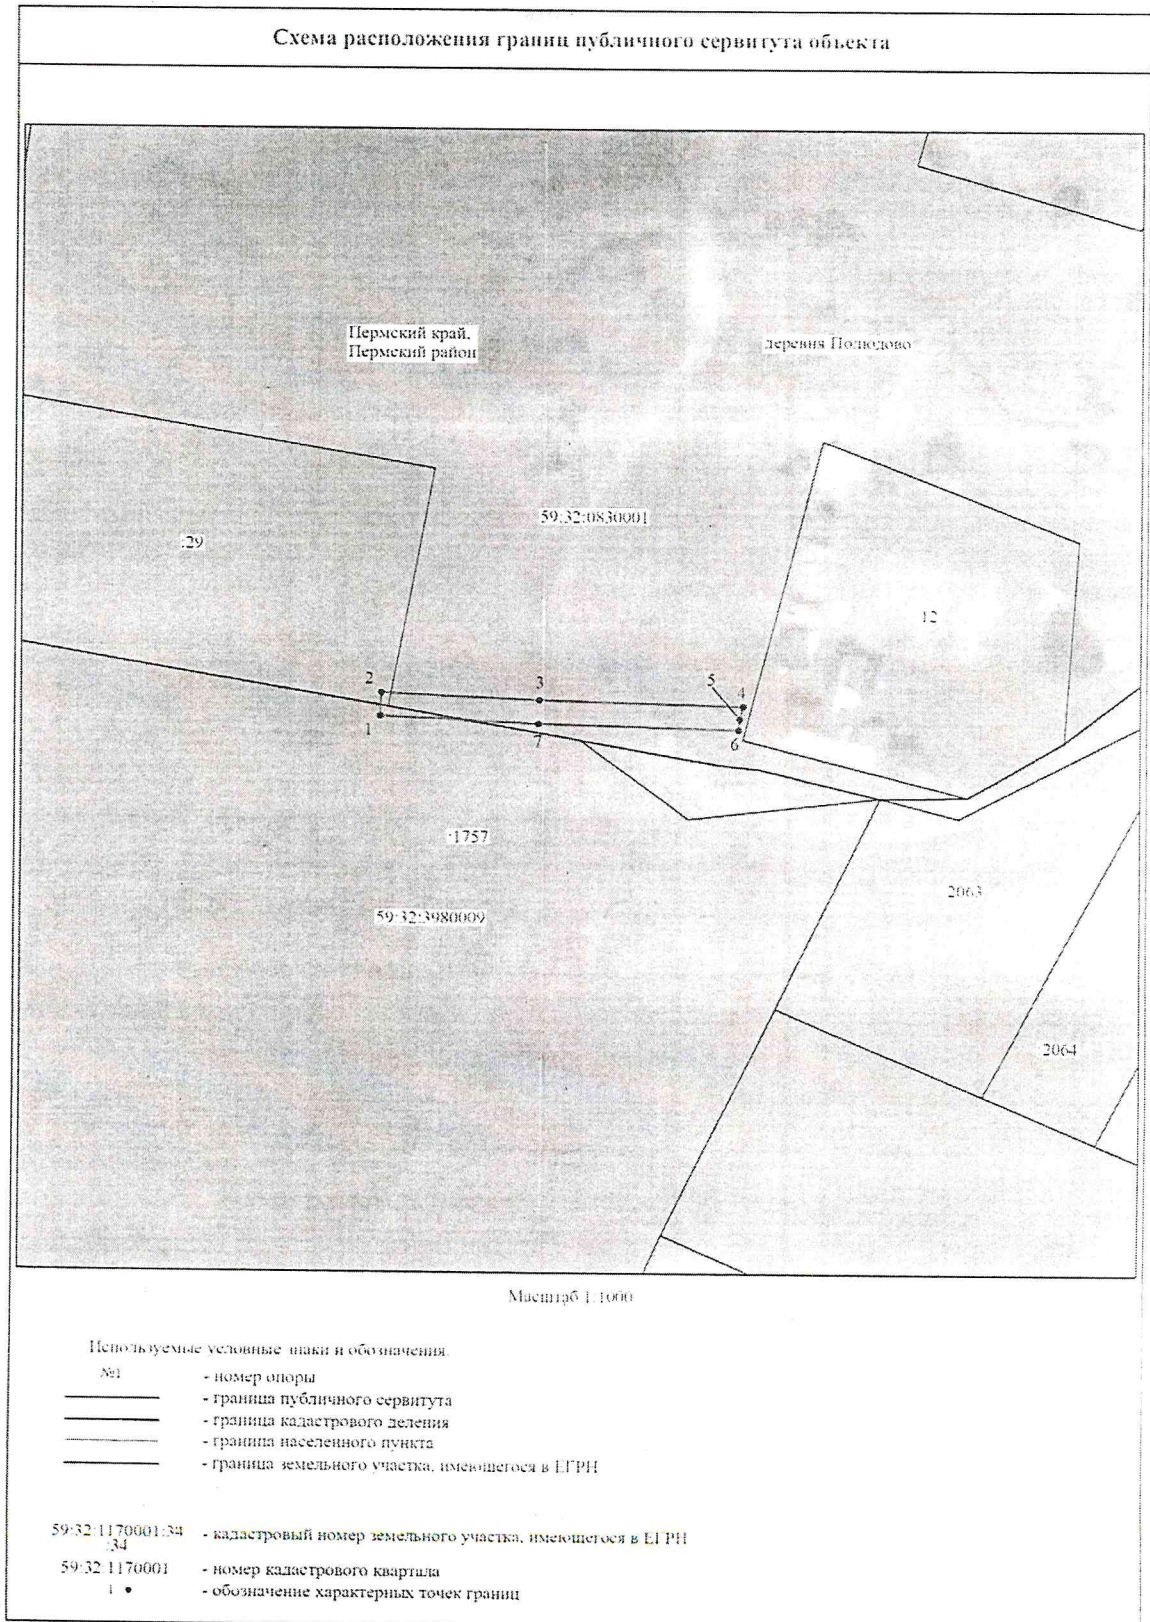 Схема расположения границ публичного сервитута объекта
Пермский край,
Пермский район
деревня Полюдово
59:32:0830001
:29
12
2
3
5
4
1
7
6
:1757
59:32:3980009
2063
2064
Масштаб 1:1000
Используемые условные знаки и обозначения:
№1 - номер опоры
- граница публичного сервитута
- граница кадастрового деления
- граница населенного пункта
- граница земельного участка, имеющегося в ЕГРН
59:32:1170001:34 - кадастровый номер земельного участка, имеющегося в ЕГРН
:34
59:32:1170001 - номер кадастрового квартала
1 - обозначение характерных точек границ